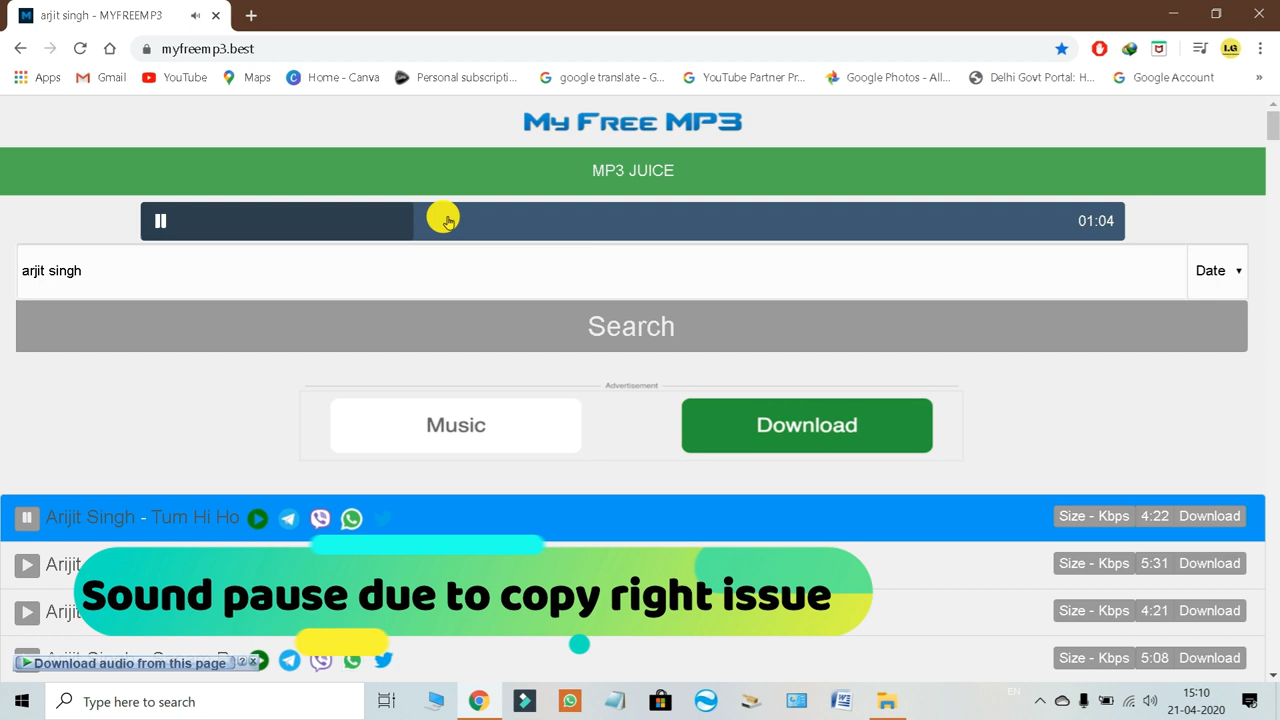 arjit singh - MYFREEMP3
myfreemp3.best
Apps
Gmail
YouTube
Maps
Home - Canva
Personal subscripti...
google translate - G...
YouTube Partner Pr...
Google Photos - All...
Delhi Govt Portal: H...
Google Account
»
LG
My Free MP3
MP3 JUICE
01:04
arjit singh
Date
Search
Advertisement
Music
Download
Arijit Singh - Tum Hi Ho
Size - Kbps 4:22 Download
Arijit
Size - Kbps 5:31 Download
Sound pause due to copy right issue
Size - Kbps 4:21 Download
Size - Kbps 5:08 Download
Download audio from this page
Type here to search
EN
15:10
21-04-2020